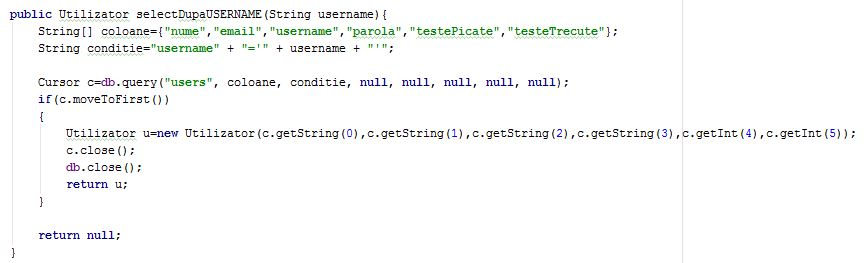 public Utilizator selectDupaUSERNAME(String username){
String[] coloane={"nume","email","username","parola","testePicate","testeTrecute"};
String conditie="username" + "='" + username + "'";
Cursor c=db.query("users", coloane, conditie, null, null, null, null, null);
if(c.moveToFirst())
{
Utilizator u=new Utilizator(c.getString(0),c.getString(1),c.getString(2),c.getString(3),c.getInt(4),c.getInt(5));
c.close();
db.close();
return u;
}
return null;
}